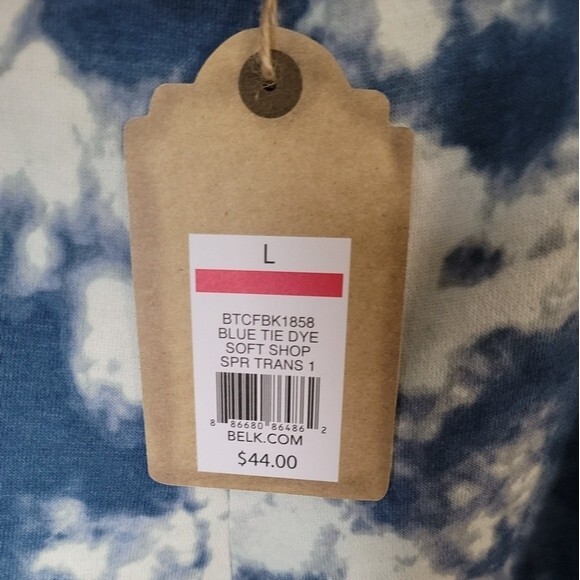 L
BTCFBK1858
BLUE TIE DYE
SOFT SHOP
SPR TRANS 1
8 86680 86486 2
BELK.COM
$44.00